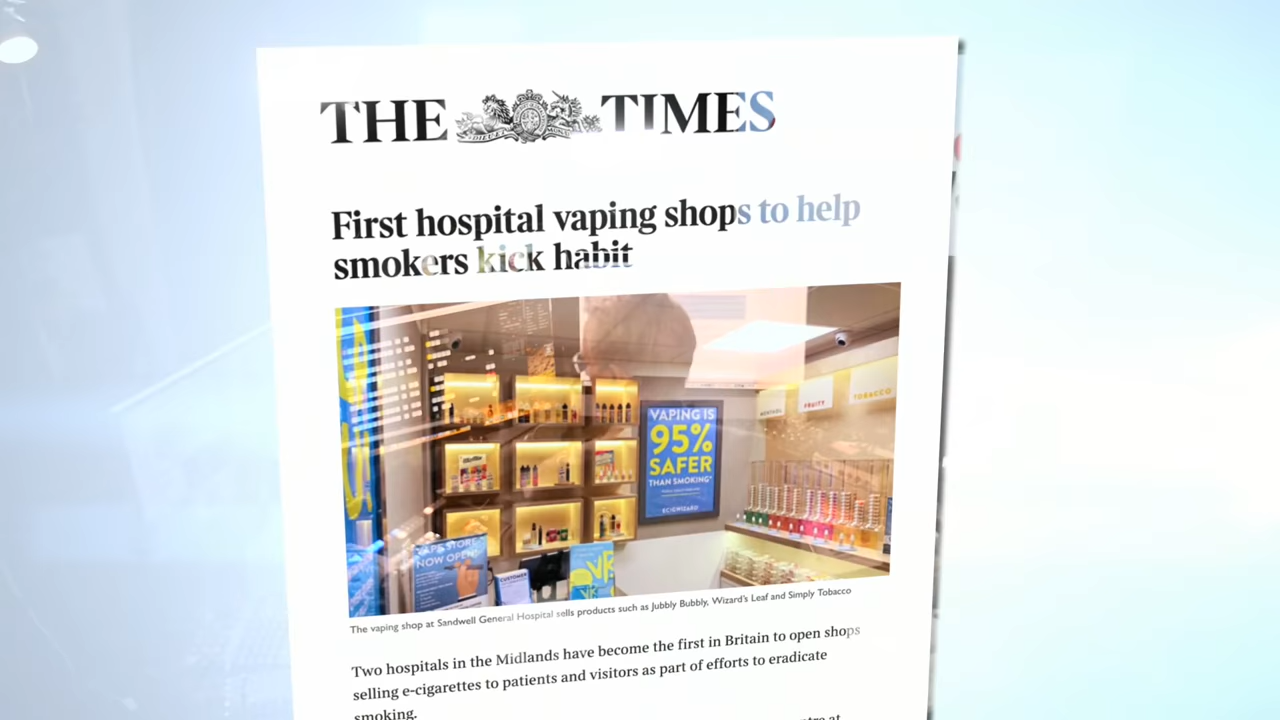 THE TIMES
First hospital vaping shops to help
smokers kick habit
VAPING IS
95%
SAFER
THAN SMOKING*
ECIGWIZARD
MENTHOL
FRUITY
TOBACCO
VAPE STORE
NOW OPEN
CUSTOMER
The vaping shop at Sandwell General Hospital sells products such as Jubbly Bubbly, Wizard's Leaf and Simply Tobacco
Two hospitals in the Midlands have become the first in Britain to open shops
selling e-cigarettes to patients and visitors as part of efforts to eradicate
smoking.